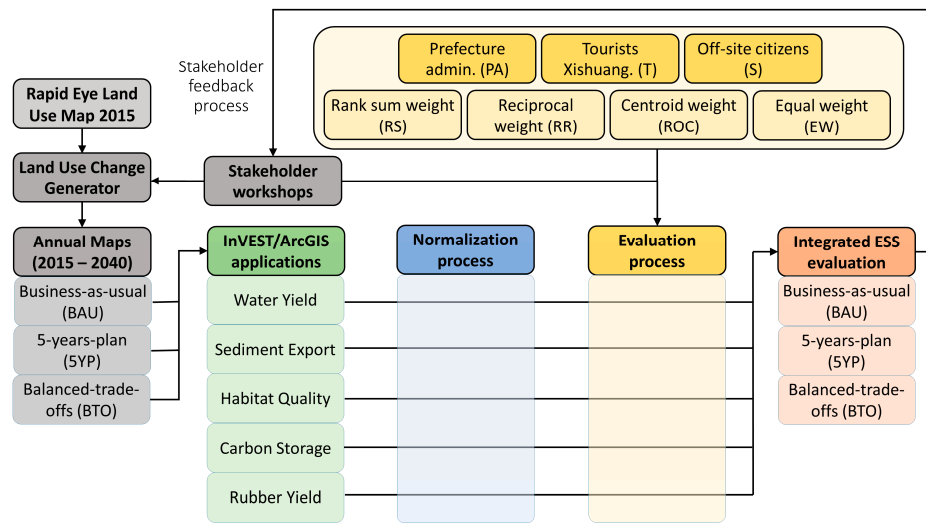 Stakeholder
feedback
process
Prefecture
admin. (PA)
Tourists
Xishuang. (T)
Off-site citizens
(S)
Rank sum weight
(RS)
Reciprocal
weight (RR)
Centroid weight
(ROC)
Equal weight
(EW)
Rapid Eye Land
Use Map 2015
Land Use Change
Generator
Stakeholder
workshops
Annual Maps
(2015 – 2040)
Business-as-usual
(BAU)
5-years-plan
(5YP)
Balanced-trade-
offs (BTO)
InVEST/ArcGIS
applications
Water Yield
Sediment Export
Habitat Quality
Carbon Storage
Rubber Yield
Normalization
process
Evaluation
process
Integrated ESS
evaluation
Business-as-usual
(BAU)
5-years-plan
(5YP)
Balanced-trade-
offs (BTO)